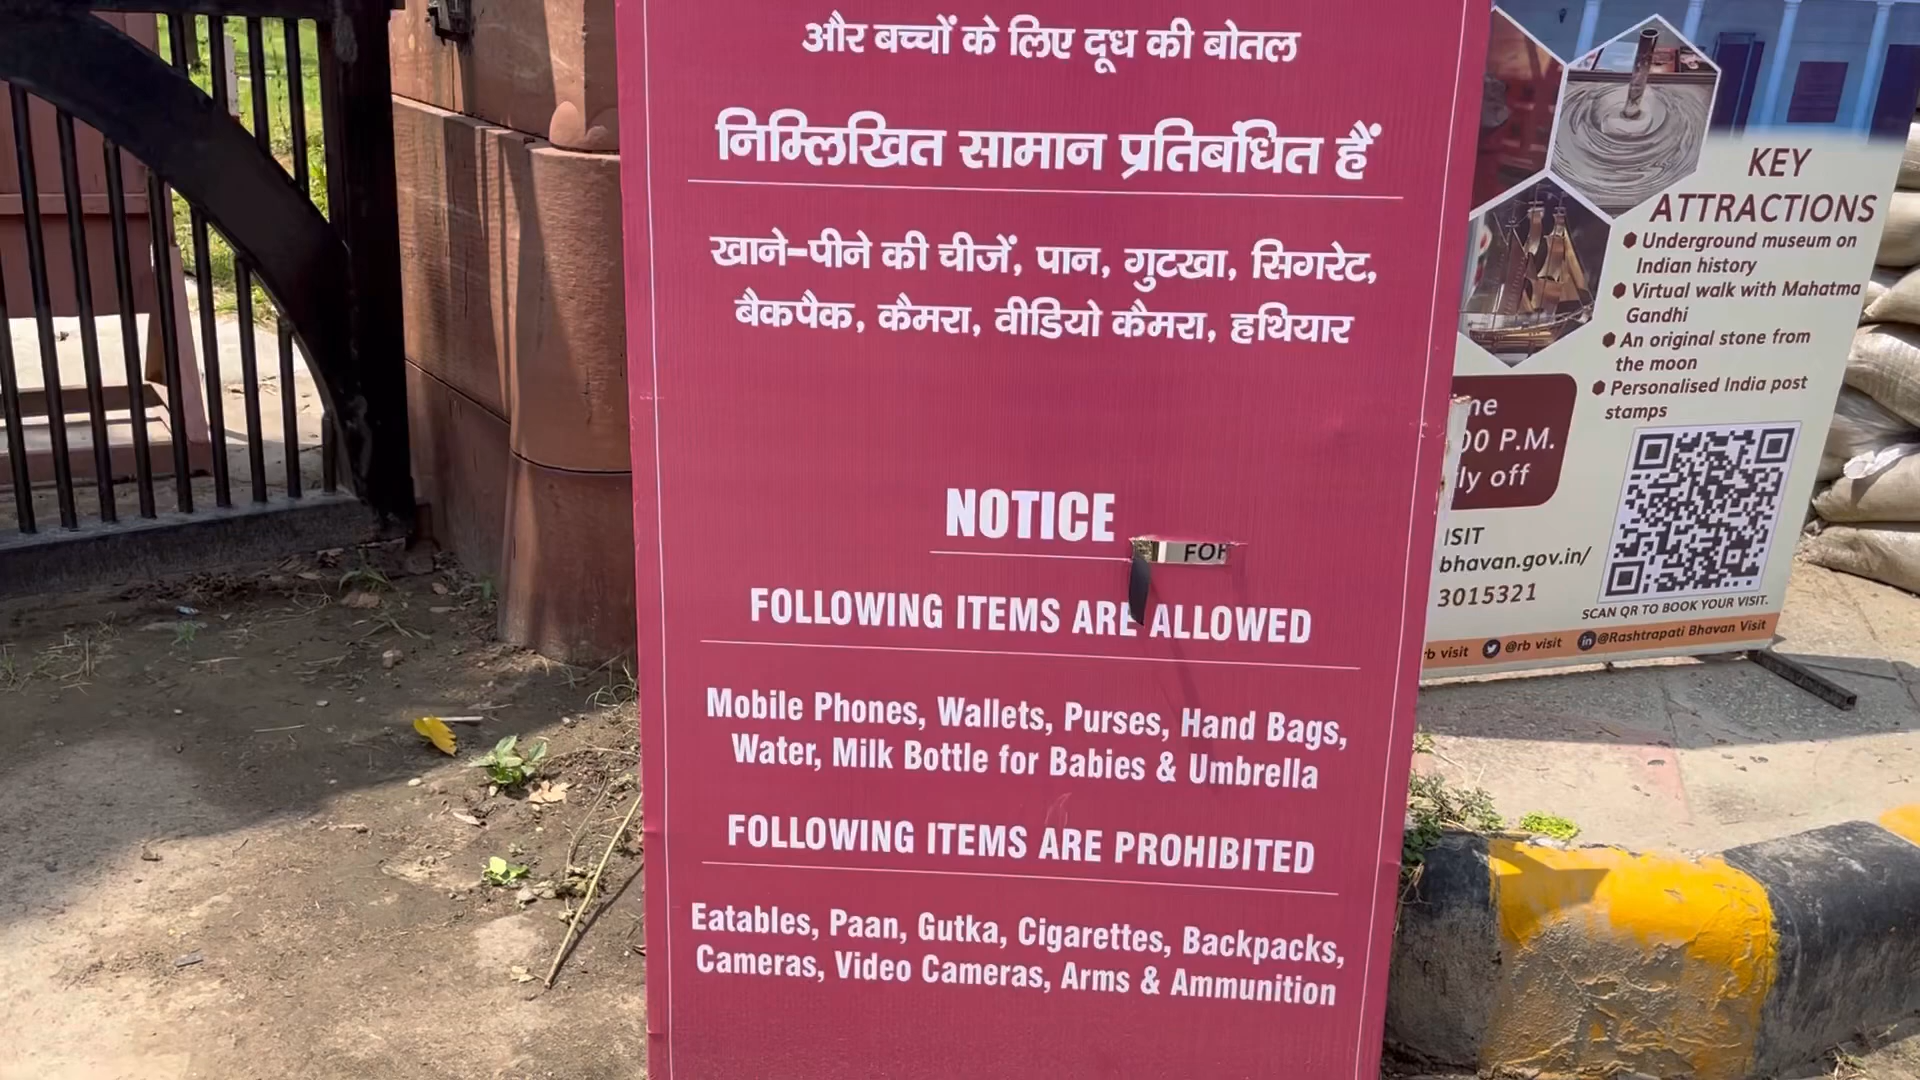 और बच्चों के लिए दूध की बोतल
निम्लिखित सामान प्रतिबंधित हैं
खाने-पीने की चीजें, पान, गुटखा, सिगरेट,
बैकपैक, कैमरा, वीडियो कैमरा, हथियार
NOTICE
FOLLOWING ITEMS ARE ALLOWED
Mobile Phones, Wallets, Purses, Hand Bags,
Water, Milk Bottle for Babies & Umbrella
FOLLOWING ITEMS ARE PROHIBITED
Eatables, Paan, Gutka, Cigarettes, Backpacks,
Cameras, Video Cameras, Arms & Ammunition
KEY
ATTRACTIONS
Underground museum on
Indian history
Virtual walk with Mahatma
Gandhi
An original stone from
the moon
Personalised India post
stamps
00 P.M.
off
bhavan.gov.in/
3015321
SCAN QR TO BOOK YOUR VISIT.
rb visit @rb visit @Rashtrapati Bhavan Visit